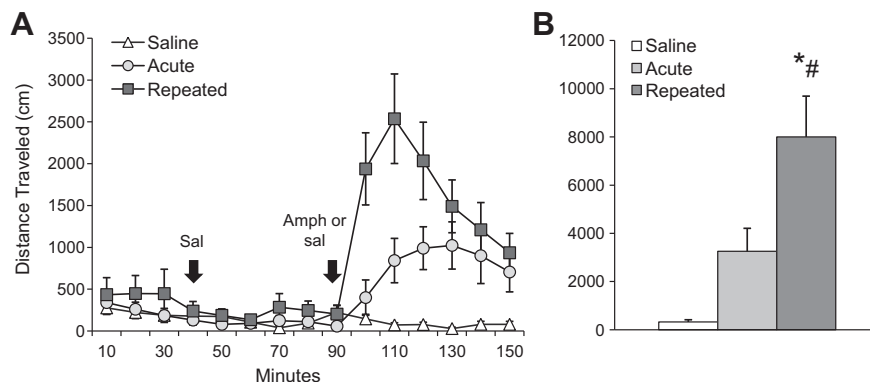 A
Distance Traveled (cm)
3500
3000
2500
2000
1500
1000
500
0
Saline
Acute
Repeated
Sal
Amph or
sal
10 30 50 70 90 110 130 150
Minutes
B
12000
10000
8000
6000
4000
2000
0
Saline
Acute
Repeated
*#